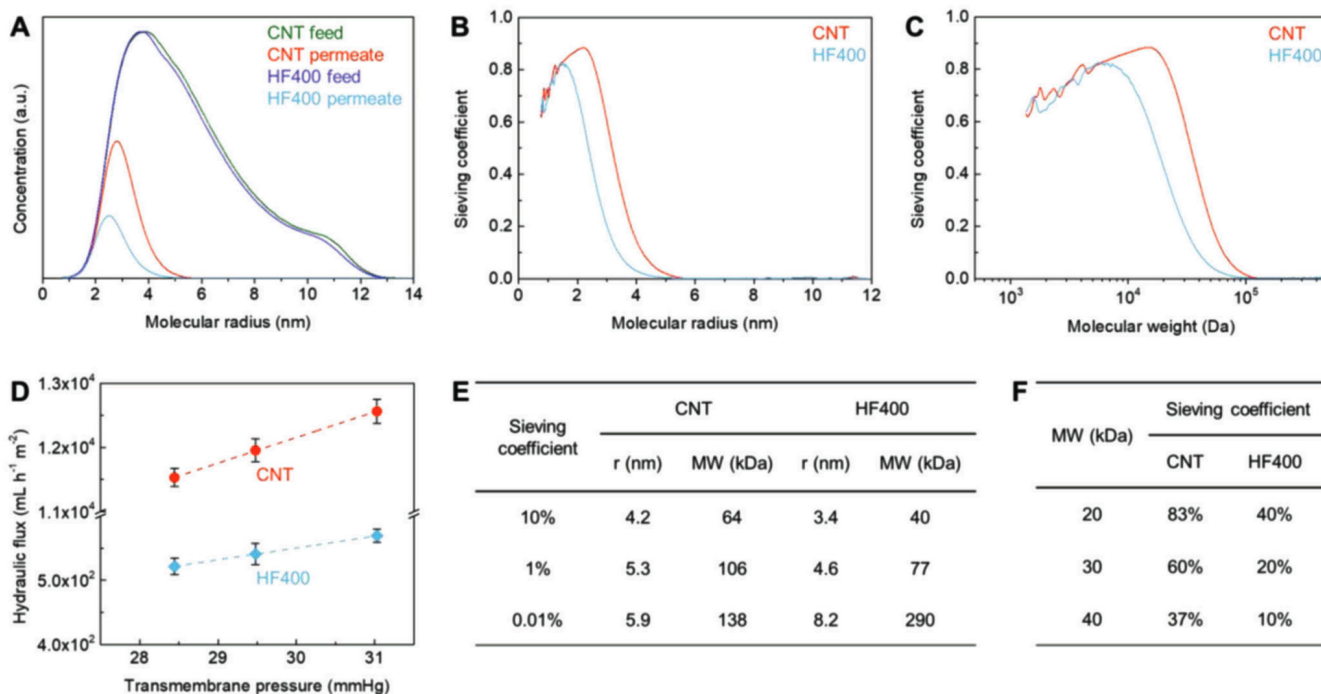 A
CNT feed
CNT permeate
HF400 feed
HF400 permeate
Concentration (a.u.)
0 2 4 6 8 10 12 14
Molecular radius (nm)
B
CNT
HF400
Sieving coefficient
1.0
0.8
0.6
0.4
0.2
0.0
0 2 4 6 8 10 12
Molecular radius (nm)
C
CNT
HF400
Sieving coefficient
1.0
0.8
0.6
0.4
0.2
0.0
10³ 10⁴ 10⁵
Molecular weight (Da)
D
Hydraulic flux (mL h⁻¹ m⁻²)
1.3x10⁴
1.2x10⁴
1.1x10⁴
5.0x10²
4.0x10²
CNT
HF400
28 29 30 31
Transmembrane pressure (mmHg)
E
Sieving coefficient CNT HF400
r (nm) MW (kDa) r (nm) MW (kDa)
10% 4.2 64 3.4 40
1% 5.3 106 4.6 77
0.01% 5.9 138 8.2 290
F
MW (kDa) Sieving coefficient
CNT HF400
20 83% 40%
30 60% 20%
40 37% 10%